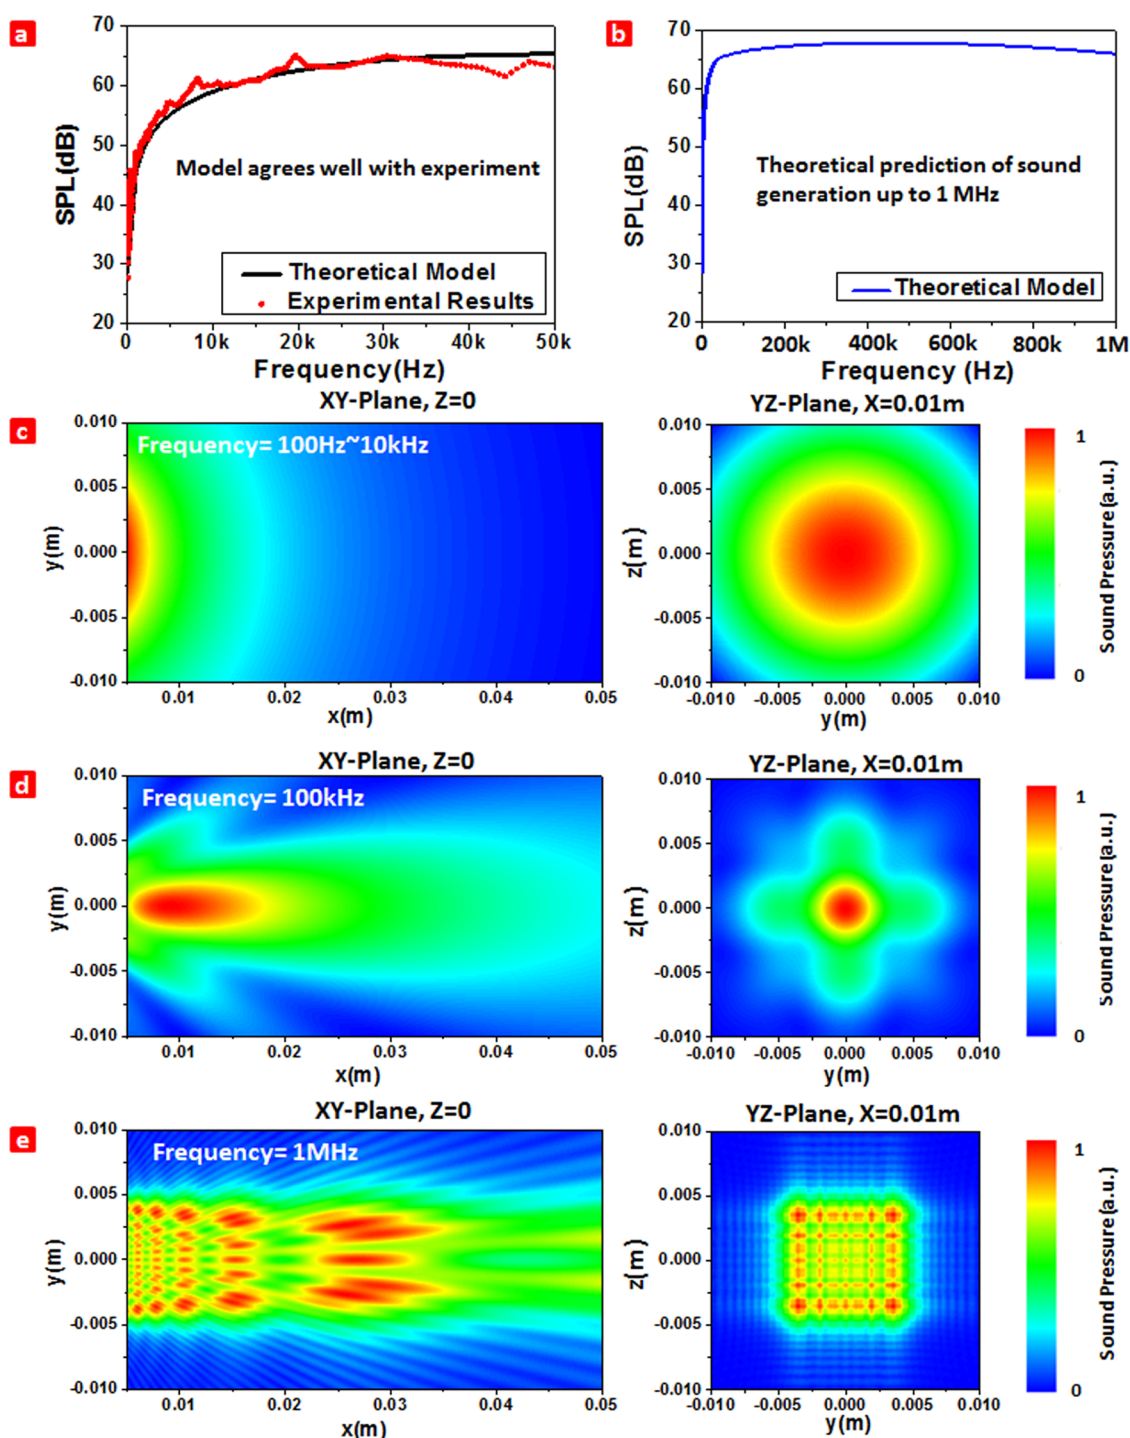 a
70
60
50
40
30
20
SPL(dB)
Model agrees well with experiment
Theoretical Model
Experimental Results
0 10k 20k 30k 40k 50k
Frequency(Hz)
b
70
60
50
40
30
20
SPL(dB)
Theoretical prediction of sound
generation up to 1 MHz
Theoretical Model
0 200k 400k 600k 800k 1M
Frequency (Hz)
c
XY-Plane, Z=0
Frequency= 100Hz~10kHz
0.010
0.005
0.000
-0.005
-0.010
y(m)
0.01 0.02 0.03 0.04 0.05
x(m)
YZ-Plane, X=0.01m
0.010
0.005
0.000
-0.005
-0.010
z(m)
-0.010 -0.005 0.000 0.005 0.010
y(m)
1
0
Sound Pressure(a.u.)
d
XY-Plane, Z=0
Frequency= 100kHz
0.010
0.005
0.000
-0.005
-0.010
y(m)
0.01 0.02 0.03 0.04 0.05
x(m)
YZ-Plane, X=0.01m
0.010
0.005
0.000
-0.005
-0.010
z(m)
-0.010 -0.005 0.000 0.005 0.010
y(m)
1
0
Sound Pressure(a.u.)
e
XY-Plane, Z=0
Frequency= 1MHz
0.010
0.005
0.000
-0.005
-0.010
y(m)
0.01 0.02 0.03 0.04 0.05
x(m)
YZ-Plane, X=0.01m
0.010
0.005
0.000
-0.005
-0.010
z(m)
-0.010 -0.005 0.000 0.005 0.010
y(m)
1
0
Sound Pressure(a.u.)